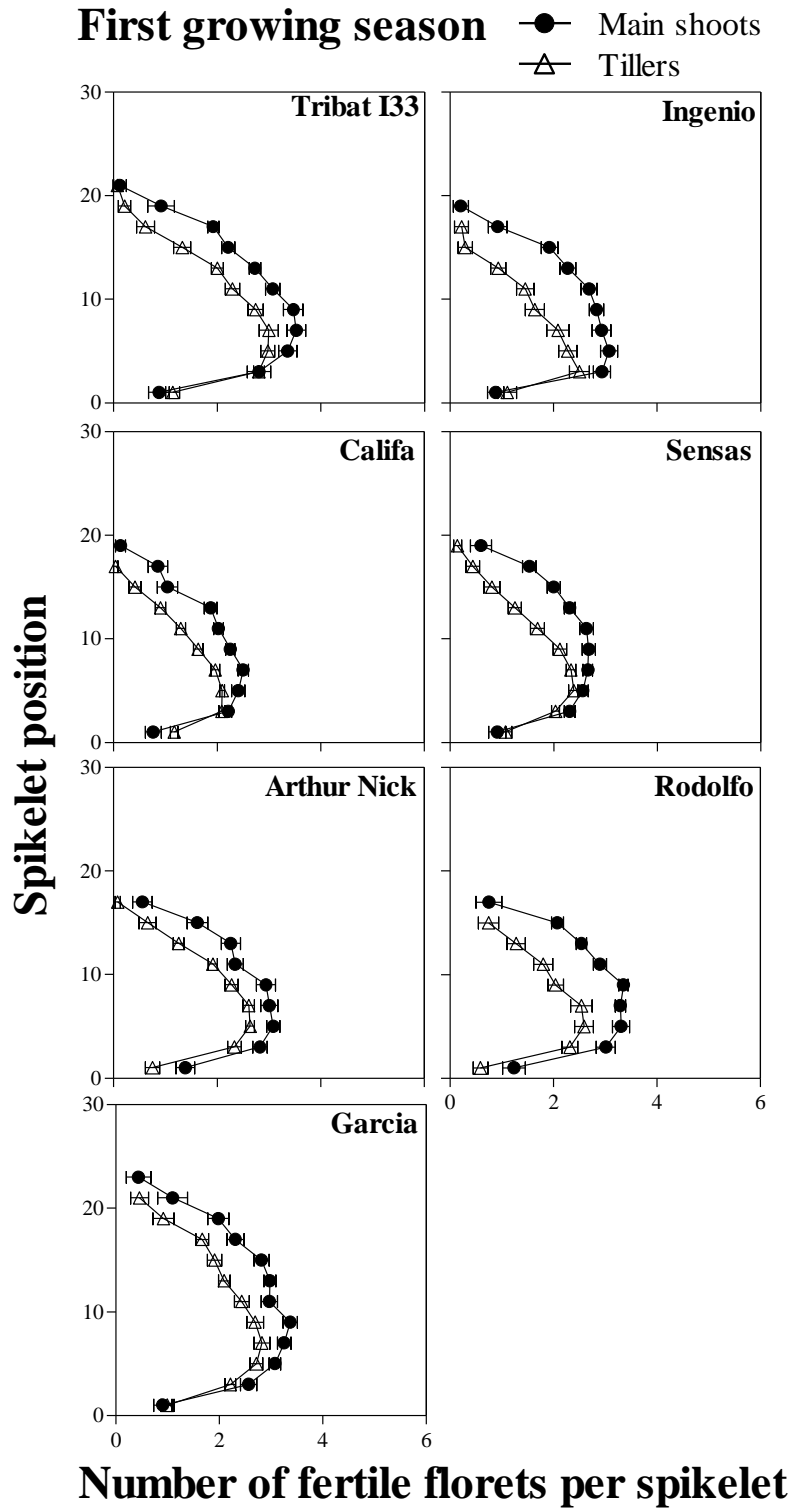 First growing season
Main shoots
Tillers
30
Tribat I33
Ingenio
20
10
0
30
Califa
Sensas
20
10
0
30
Arthur Nick
Rodolfo
20
10
0
0 2 4 6
30
Garcia
20
10
0
0 2 4 6
Spikelet position
Number of fertile florets per spikelet